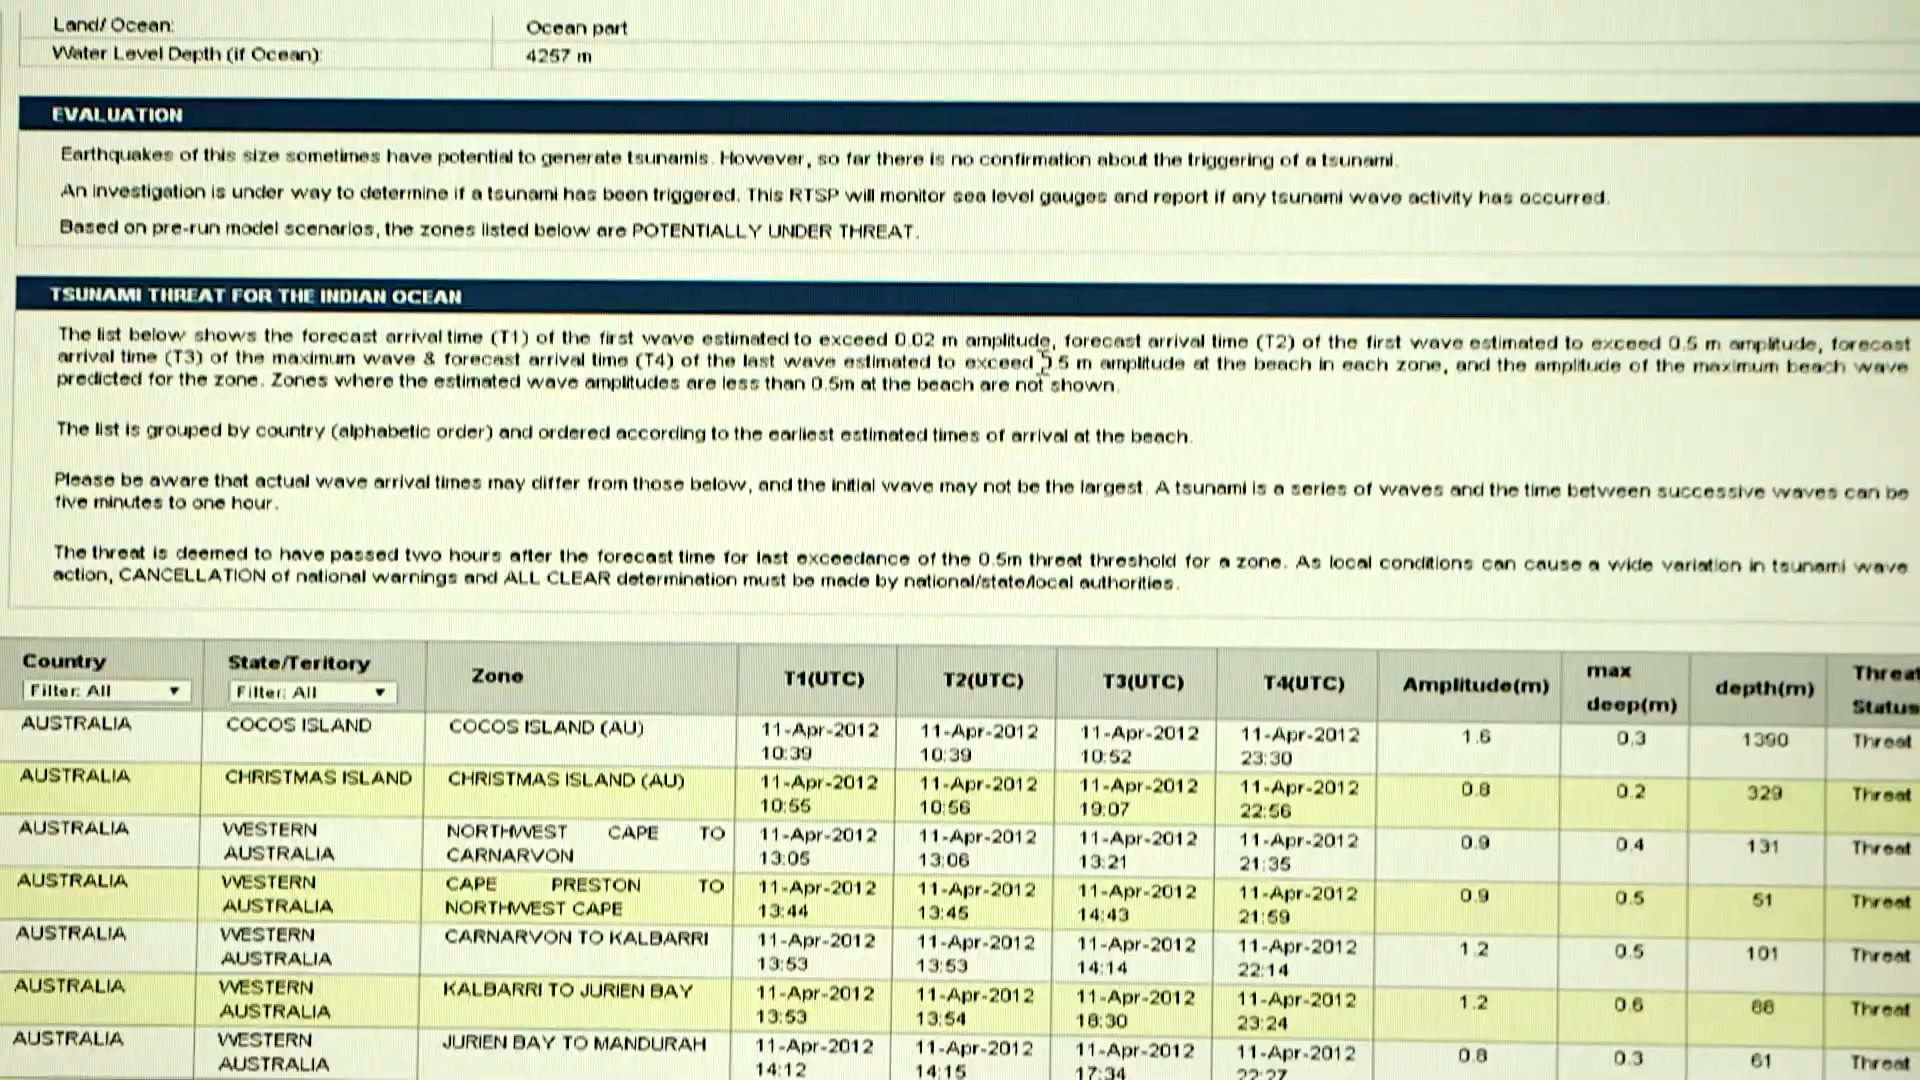 Land/ Ocean: Ocean part
Water Level Depth (if Ocean): 4257 m
EVALUATION
Earthquakes of this size sometimes have potential to generate tsunamis. However, so far there is no confirmation about the triggering of a tsunami.
An investigation is under way to determine if a tsunami has been triggered. This RTSP will monitor sea level gauges and report if any tsunami wave activity has occurred.
Based on pre-run model scenarios, the zones listed below are POTENTIALLY UNDER THREAT.
TSUNAMI THREAT FOR THE INDIAN OCEAN
The list below shows the forecast arrival time (T1) of the first wave estimated to exceed 0.02 m amplitude, forecast arrival time (T2) of the first wave estimated to exceed 0.5 m amplitude, forecast
arrival time (T3) of the maximum wave & forecast arrival time (T4) of the last wave estimated to exceed 0.5 m amplitude at the beach in each zone, and the amplitude of the maximum beach wave
predicted for the zone. Zones where the estimated wave amplitudes are less than 0.5m at the beach are not shown.
The list is grouped by country (alphabetic order) and ordered according to the earliest estimated times of arrival at the beach.
Please be aware that actual wave arrival times may differ from those below, and the initial wave may not be the largest. A tsunami is a series of waves and the time between successive waves can be
five minutes to one hour.
The threat is deemed to have passed two hours after the forecast time for last exceedance of the 0.5m threat threshold for a zone. As local conditions can cause a wide variation in tsunami wave
action, CANCELLATION of national warnings and ALL CLEAR determination must be made by national/state/local authorities.
Country State/Teritory Zone T1(UTC) T2(UTC) T3(UTC) T4(UTC) Amplitude(m) max deep(m) depth(m) Threat Status
Filter: All Filter: All
AUSTRALIA COCOS ISLAND COCOS ISLAND (AU) 11-Apr-2012 11-Apr-2012 11-Apr-2012 11-Apr-2012 1.6 0.3 1390 Threat
10:39 10:39 10:52 23:30
AUSTRALIA CHRISTMAS ISLAND CHRISTMAS ISLAND (AU) 11-Apr-2012 11-Apr-2012 11-Apr-2012 11-Apr-2012 0.8 0.2 329 Threat
10:55 10:56 19:07 22:56
AUSTRALIA WESTERN NORTHWEST CAPE TO 11-Apr-2012 11-Apr-2012 11-Apr-2012 11-Apr-2012 0.9 0.4 131 Threat
AUSTRALIA CARNARVON 13:05 13:06 13:21 21:35
AUSTRALIA WESTERN CAPE PRESTON TO 11-Apr-2012 11-Apr-2012 11-Apr-2012 11-Apr-2012 0.9 0.5 51 Threat
AUSTRALIA NORTHWEST CAPE 13:44 13:45 14:43 21:59
AUSTRALIA WESTERN CARNARVON TO KALBARRI 11-Apr-2012 11-Apr-2012 11-Apr-2012 11-Apr-2012 1.2 0.5 101 Threat
AUSTRALIA 13:53 13:53 14:14 22:14
AUSTRALIA WESTERN KALBARRI TO JURIEN BAY 11-Apr-2012 11-Apr-2012 11-Apr-2012 11-Apr-2012 1.2 0.6 88 Threat
AUSTRALIA 13:53 13:54 18:30 23:24
AUSTRALIA WESTERN JURIEN BAY TO MANDURAH 11-Apr-2012 11-Apr-2012 11-Apr-2012 11-Apr-2012 0.8 0.3 61 Threat
AUSTRALIA 14:12 14:15 17:34 22:27